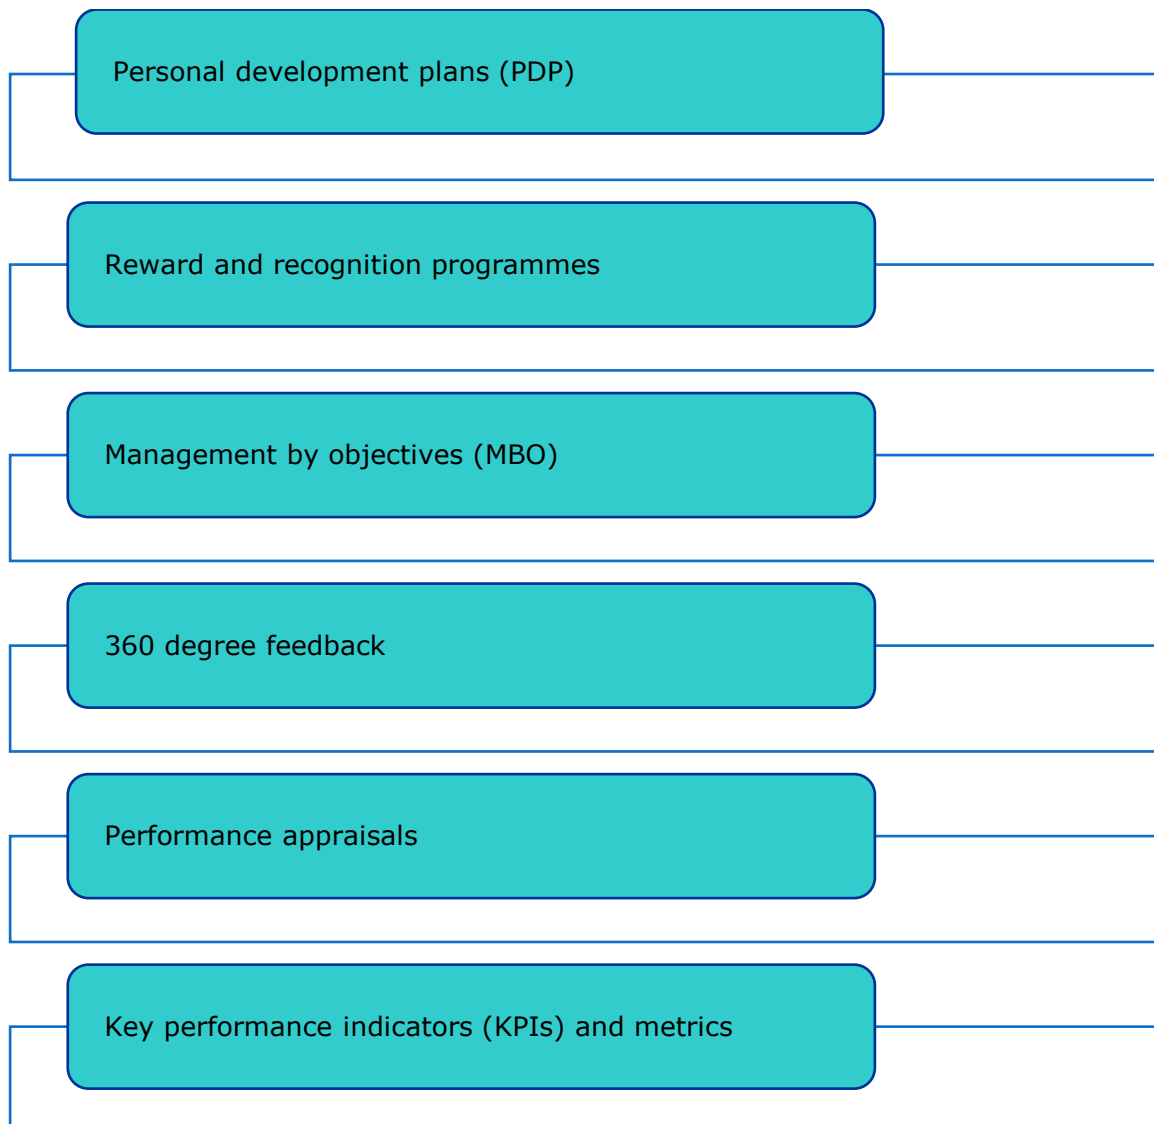 Personal development plans (PDP)
Reward and recognition programmes
Management by objectives (MBO)
360 degree feedback
Performance appraisals
Key performance indicators (KPIs) and metrics